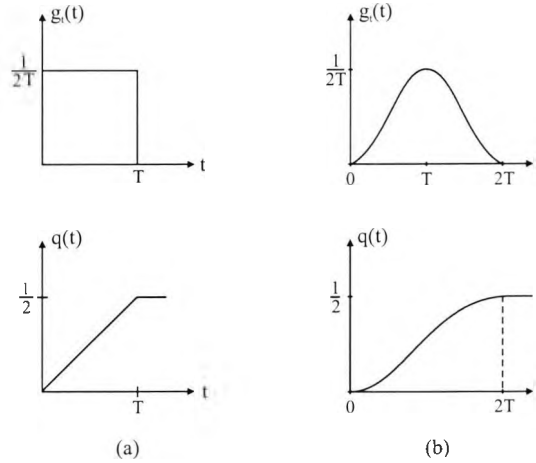 g_t(t)
1/2T
T
t
q(t)
1/2
T
t
(a)
g_t(t)
1/2T
0
T
2T
q(t)
1/2
0
2T
(b)